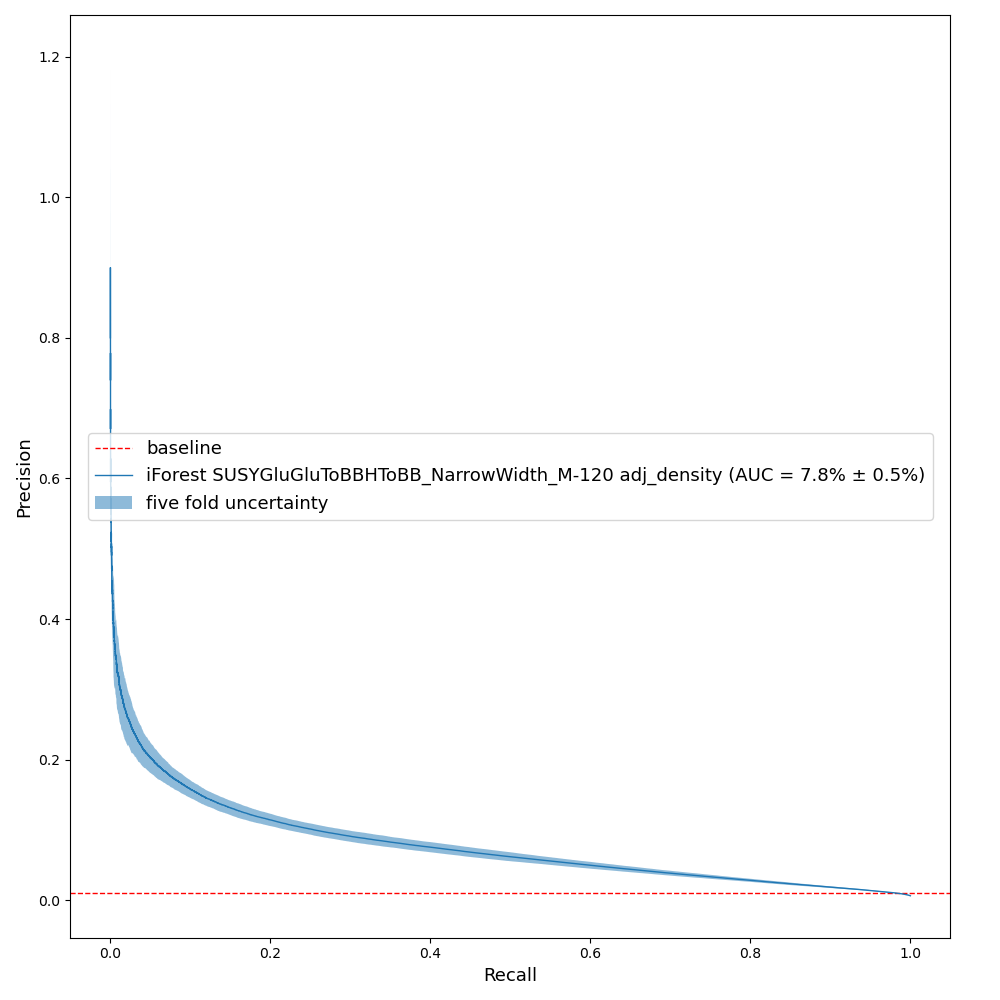 1.2
1.0
0.8
0.6
0.4
0.2
0.0
Precision
baseline
iForest SUSYGluGluToBBHToBB_NarrowWidth_M-120 adj_density (AUC = 7.8% ± 0.5%)
five fold uncertainty
0.0 0.2 0.4 0.6 0.8 1.0
Recall